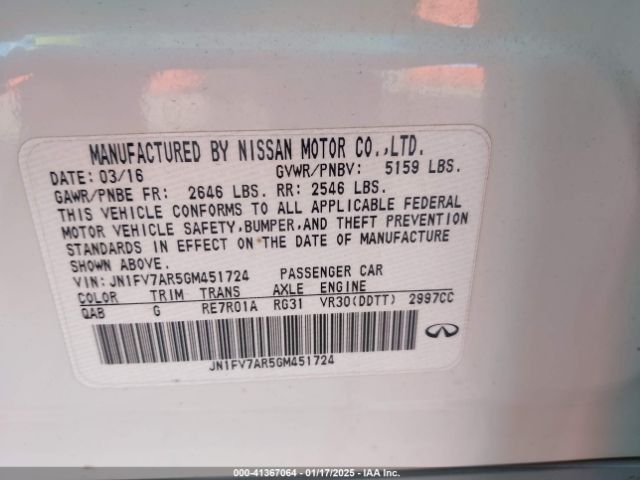 MANUFACTURED BY NISSAN MOTOR CO.,LTD.
DATE: 03/16 GVWR/PNBV: 5159 LBS.
GAWR/PNBE FR: 2646 LBS. RR: 2546 LBS.
THIS VEHICLE CONFORMS TO ALL APPLICABLE FEDERAL
MOTOR VEHICLE SAFETY,BUMPER,AND THEFT PREVENTION
STANDARDS IN EFFECT ON THE DATE OF MANUFACTURE
SHOWN ABOVE.
VIN: JN1FV7AR5GM451724 PASSENGER CAR
COLOR TRIM TRANS AXLE ENGINE
QAB G RE7R01A RG31 VR30(DDTT) 2997CC
JN1FV7AR5GM451724
INFINITI
000-41367064 - 01/17/2025 - IAA Inc.